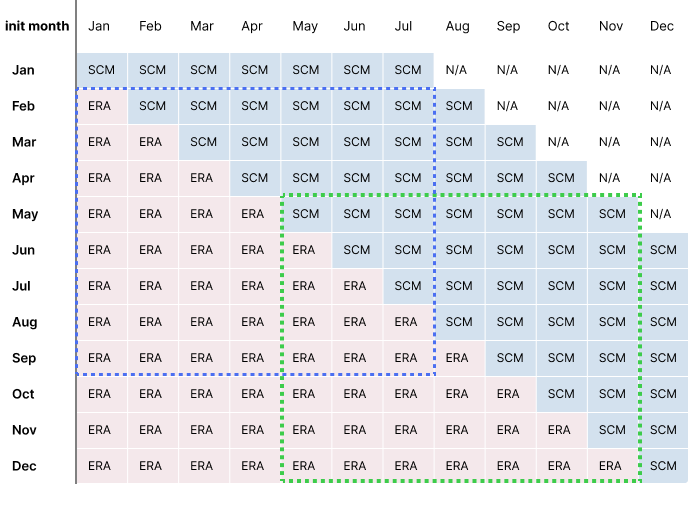 init month Jan Feb Mar Apr May Jun Jul Aug Sep Oct Nov Dec
Jan SCM SCM SCM SCM SCM SCM SCM N/A N/A N/A N/A N/A
Feb ERA SCM SCM SCM SCM SCM SCM SCM N/A N/A N/A N/A
Mar ERA ERA SCM SCM SCM SCM SCM SCM SCM N/A N/A N/A
Apr ERA ERA ERA SCM SCM SCM SCM SCM SCM SCM N/A N/A
May ERA ERA ERA ERA SCM SCM SCM SCM SCM SCM SCM N/A
Jun ERA ERA ERA ERA ERA SCM SCM SCM SCM SCM SCM SCM
Jul ERA ERA ERA ERA ERA ERA SCM SCM SCM SCM SCM SCM
Aug ERA ERA ERA ERA ERA ERA ERA SCM SCM SCM SCM SCM
Sep ERA ERA ERA ERA ERA ERA ERA ERA SCM SCM SCM SCM
Oct ERA ERA ERA ERA ERA ERA ERA ERA ERA SCM SCM SCM
Nov ERA ERA ERA ERA ERA ERA ERA ERA ERA ERA SCM SCM
Dec ERA ERA ERA ERA ERA ERA ERA ERA ERA ERA ERA SCM